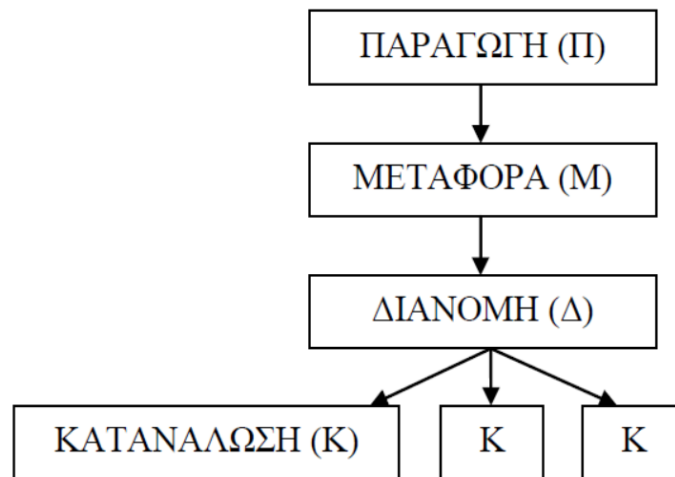 ΠΑΡΑΓΩΓΗ (Π)
ΜΕΤΑΦΟΡΑ (Μ)
ΔΙΑΝΟΜΗ (Δ)
ΚΑΤΑΝΑΛΩΣΗ (Κ)
Κ
Κ